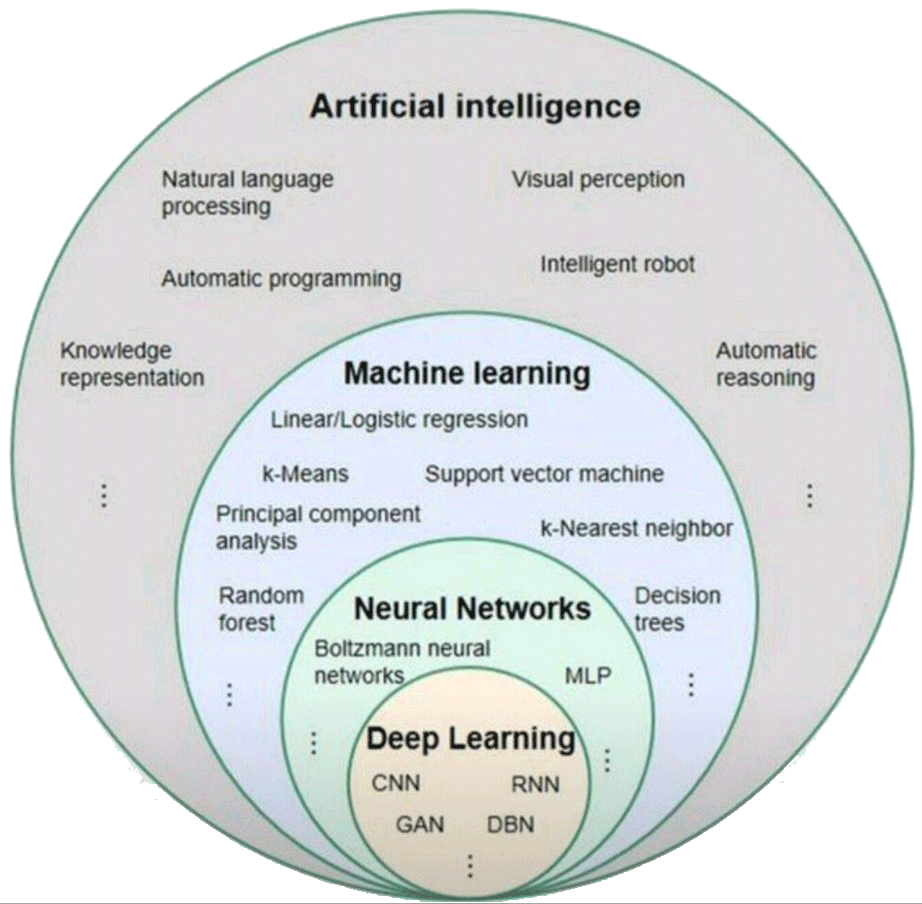 Artificial intelligence
Natural language
processing
Visual perception
Automatic programming
Intelligent robot
Knowledge
representation
Automatic
reasoning
Machine learning
Linear/Logistic regression
k-Means
Support vector machine
Principal component
analysis
k-Nearest neighbor
Random
forest
Decision
trees
Neural Networks
Boltzmann neural
networks
MLP
Deep Learning
CNN
RNN
GAN
DBN